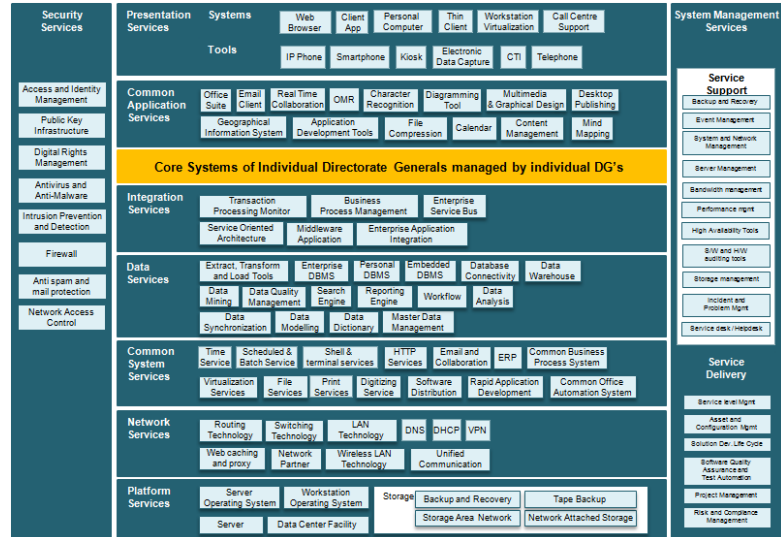 Security
Services
Access and Identity
Management
Public Key
Infrastructure
Digital Rights
Management
Antivirus and
Anti-Malware
Intrusion Prevention
and Detection
Firewall
Anti spam and
mail protection
Network Access
Control
Presentation
Services
Systems
Web
Browser
Client
App
Personal
Computer
Thin
Client
Workstation
Virtualization
Call Centre
Support
Tools
IP Phone
Smartphone
Kiosk
Electronic
Data Capture
CTI
Telephone
Common
Application
Services
Office
Suite
Email
Client
Real Time
Collaboration
OMR
Character
Recognition
Diagramming
Tool
Multimedia
& Graphical Design
Desktop
Publishing
Geographical
Information System
Application
Development Tools
File
Compression
Calendar
Content
Management
Mind
Mapping
Core Systems of Individual Directorate Generals managed by individual DG's
Integration
Services
Transaction
Processing Monitor
Business
Process Management
Enterprise
Service Bus
Service Oriented
Architecture
Middleware
Application
Enterprise Application
Integration
Data
Services
Extract, Transform
and Load Tools
Enterprise
DBMS
Personal
DBMS
Embedded
DBMS
Database
Connectivity
Data
Warehouse
Data
Mining
Data Quality
Management
Search
Engine
Reporting
Engine
Workflow
Data
Analysis
Data
Synchronization
Data
Modelling
Data
Dictionary
Master Data
Management
Common
System
Services
Time
Service
Scheduled &
Batch Service
Shell &
terminal services
HTTP
Services
Email and
Collaboration
ERP
Common Business
Process System
Virtualization
Services
File
Services
Print
Services
Digitizing
Service
Software
Distribution
Rapid Application
Development
Common Office
Automation System
Network
Services
Routing
Technology
Switching
Technology
LAN
Technology
DNS
DHCP
VPN
Web caching
and proxy
Network
Partner
Wireless LAN
Technology
Unified
Communication
Platform
Services
Server
Operating System
Workstation
Operating System
Storage
Backup and Recovery
Tape Backup
Server
Data Center Facility
Storage Area Network
Network Attached Storage
System Management
Services
Service
Support
Backup and Recovery
Event Management
System and Network
Management
Server Management
Bandwidth management
Performance mgmt
High Availability Tools
S/W and H/W
auditing tools
Storage management
Incident and
Problem Mgmt
Service desk /Helpdesk
Service
Delivery
Service level Mgmt
Asset and
Configuration Mgmt
Solution Dev. Life Cycle
Software Quality
Assurance and
Test Automation
Project Management
Risk and Compliance
Management